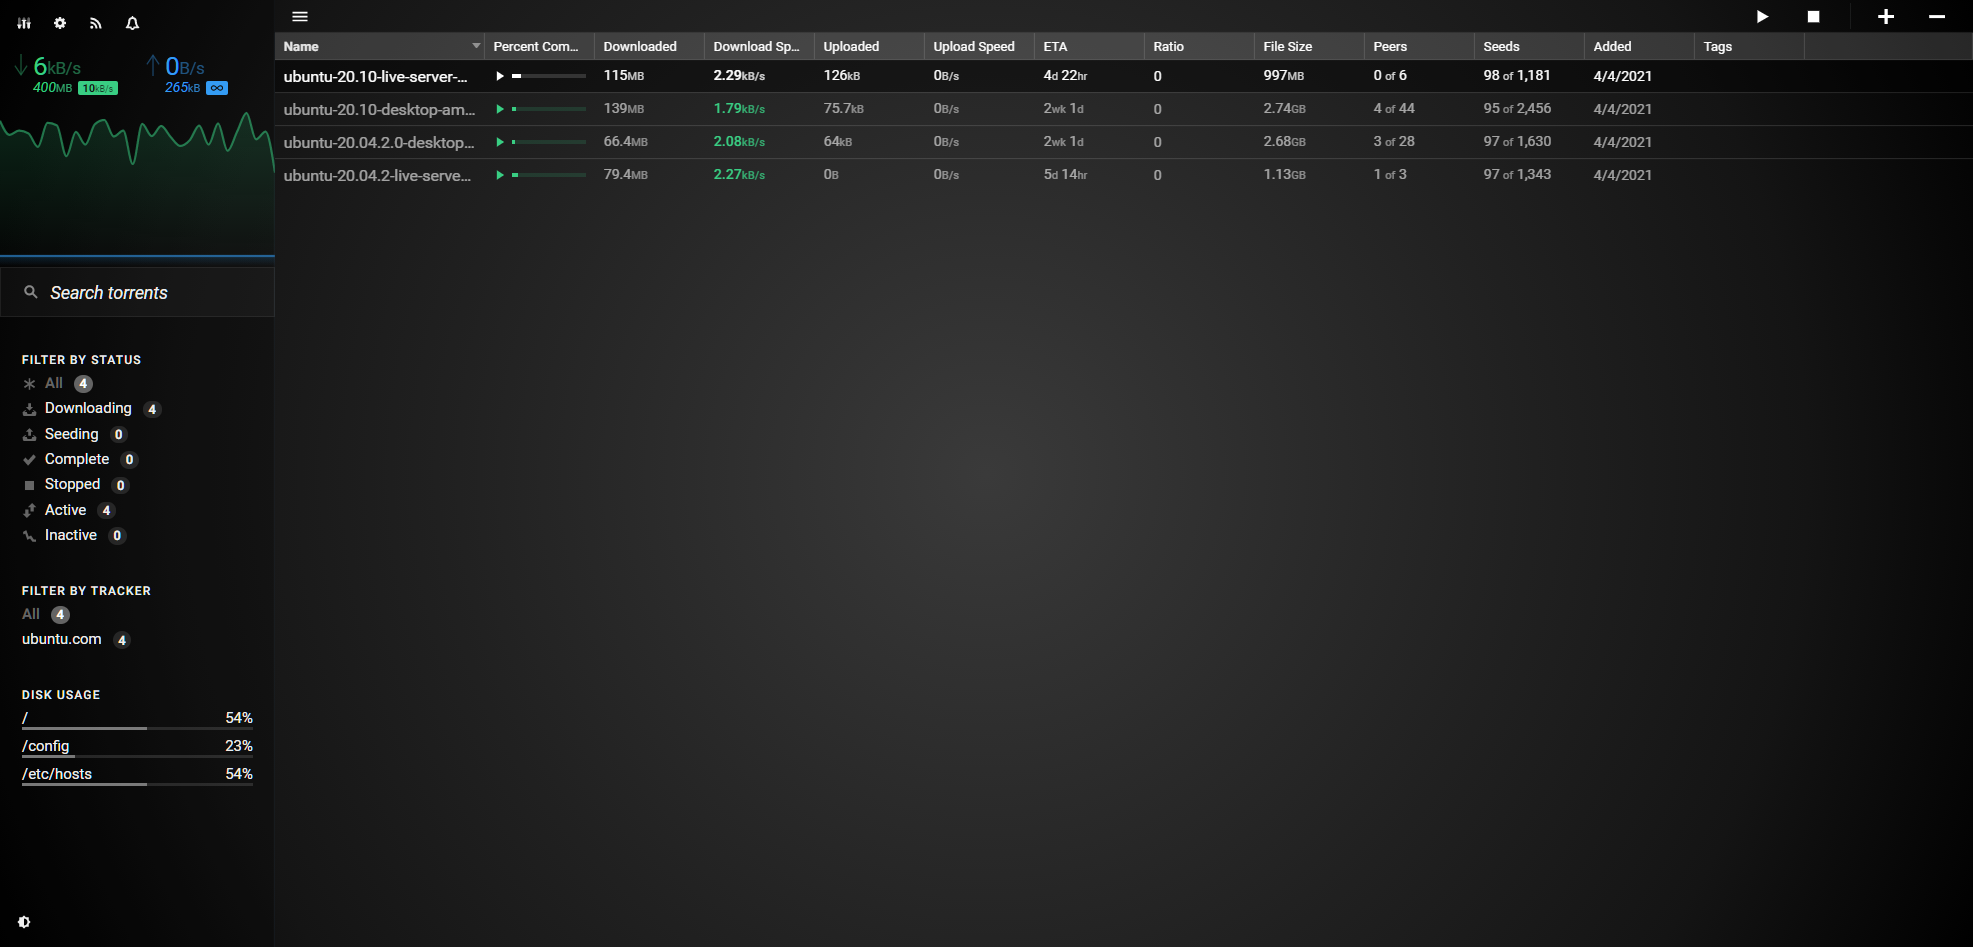 6kB/s 0B/s
400MB 10kB/s 265kB ∞
Search torrents
FILTER BY STATUS
All 4
Downloading 4
Seeding 0
Complete 0
Stopped 0
Active 4
Inactive 0
FILTER BY TRACKER
All 4
ubuntu.com 4
DISK USAGE
/ 54%
/config 23%
/etc/hosts 54%
Name Percent Com... Downloaded Download Sp... Uploaded Upload Speed ETA Ratio File Size Peers Seeds Added Tags
ubuntu-20.10-live-server-... 115MB 2.29kB/s 126kB 0B/s 4d 22hr 0 997MB 0 of 6 98 of 1,181 4/4/2021
ubuntu-20.10-desktop-am... 139MB 1.79kB/s 75.7kB 0B/s 2wk 1d 0 2.74GB 4 of 44 95 of 2,456 4/4/2021
ubuntu-20.04.2.0-desktop... 66.4MB 2.08kB/s 64kB 0B/s 2wk 1d 0 2.68GB 3 of 28 97 of 1,630 4/4/2021
ubuntu-20.04.2-live-serve... 79.4MB 2.27kB/s 0B 0B/s 5d 14hr 0 1.13GB 1 of 3 97 of 1,343 4/4/2021